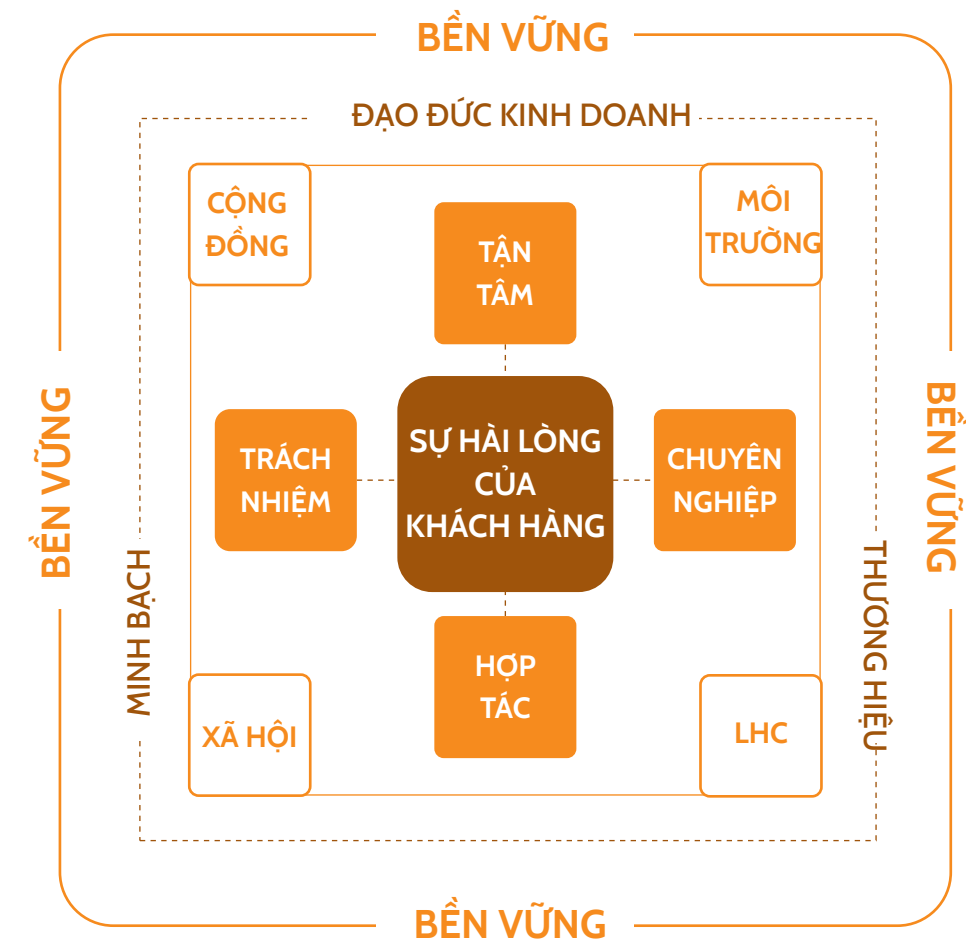 BỀN VỮNG
ĐẠO ĐỨC KINH DOANH
CỘNG
ĐỒNG
MÔI
TRƯỜNG
TẬN
TÂM
BỀN VỮNG
TRÁCH
NHIỆM
SỰ HÀI LÒNG
CỦA
KHÁCH HÀNG
CHUYÊN
NGHIỆP
BỀN VỮNG
MINH BẠCH
THƯƠNG HIỆU
HỢP
TÁC
XÃ HỘI
LHC
BỀN VỮNG